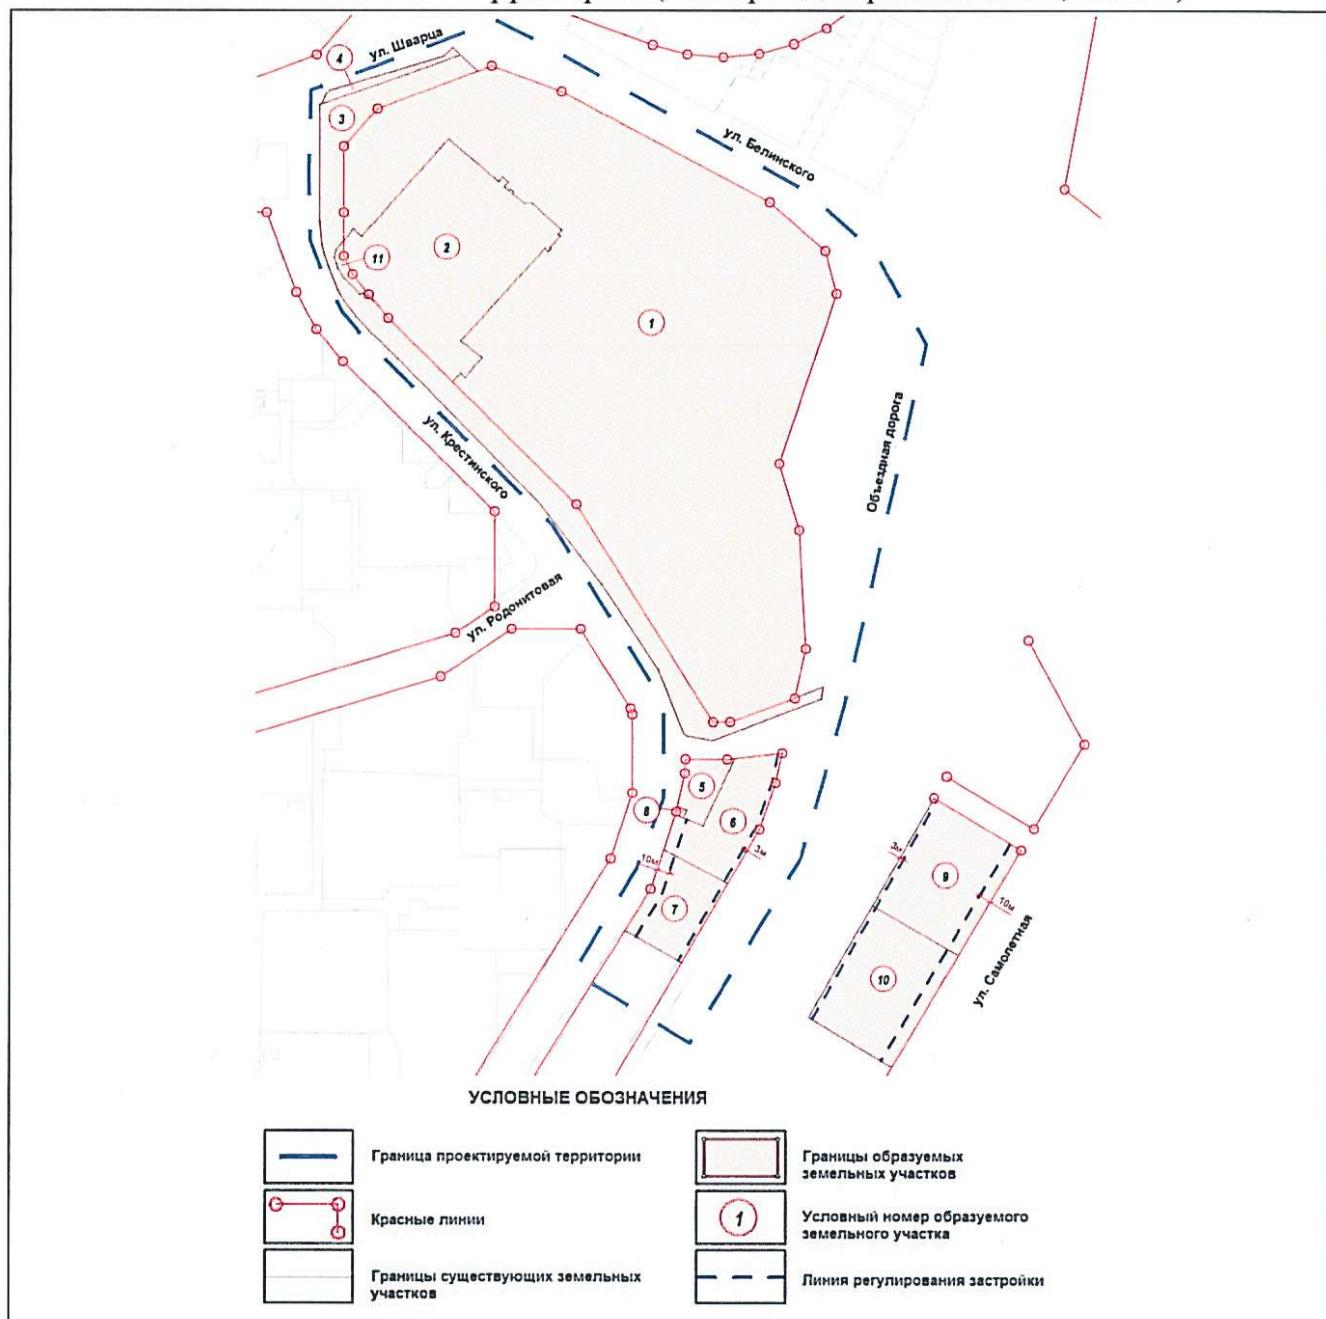 ул. Шварца
4
3
ул. Белинского
2
11
1
ул. Крестинского
Объездная дорога
ул. Родонитовая
5
8
6
3м
10м
7
3м
9
10м
10
ул. Самолетная
УСЛОВНЫЕ ОБОЗНАЧЕНИЯ
Граница проектируемой территории
Красные линии
Границы существующих земельных
участков
Границы образуемых
земельных участков
1
Условный номер образуемого
земельного участка
Линия регулирования застройки